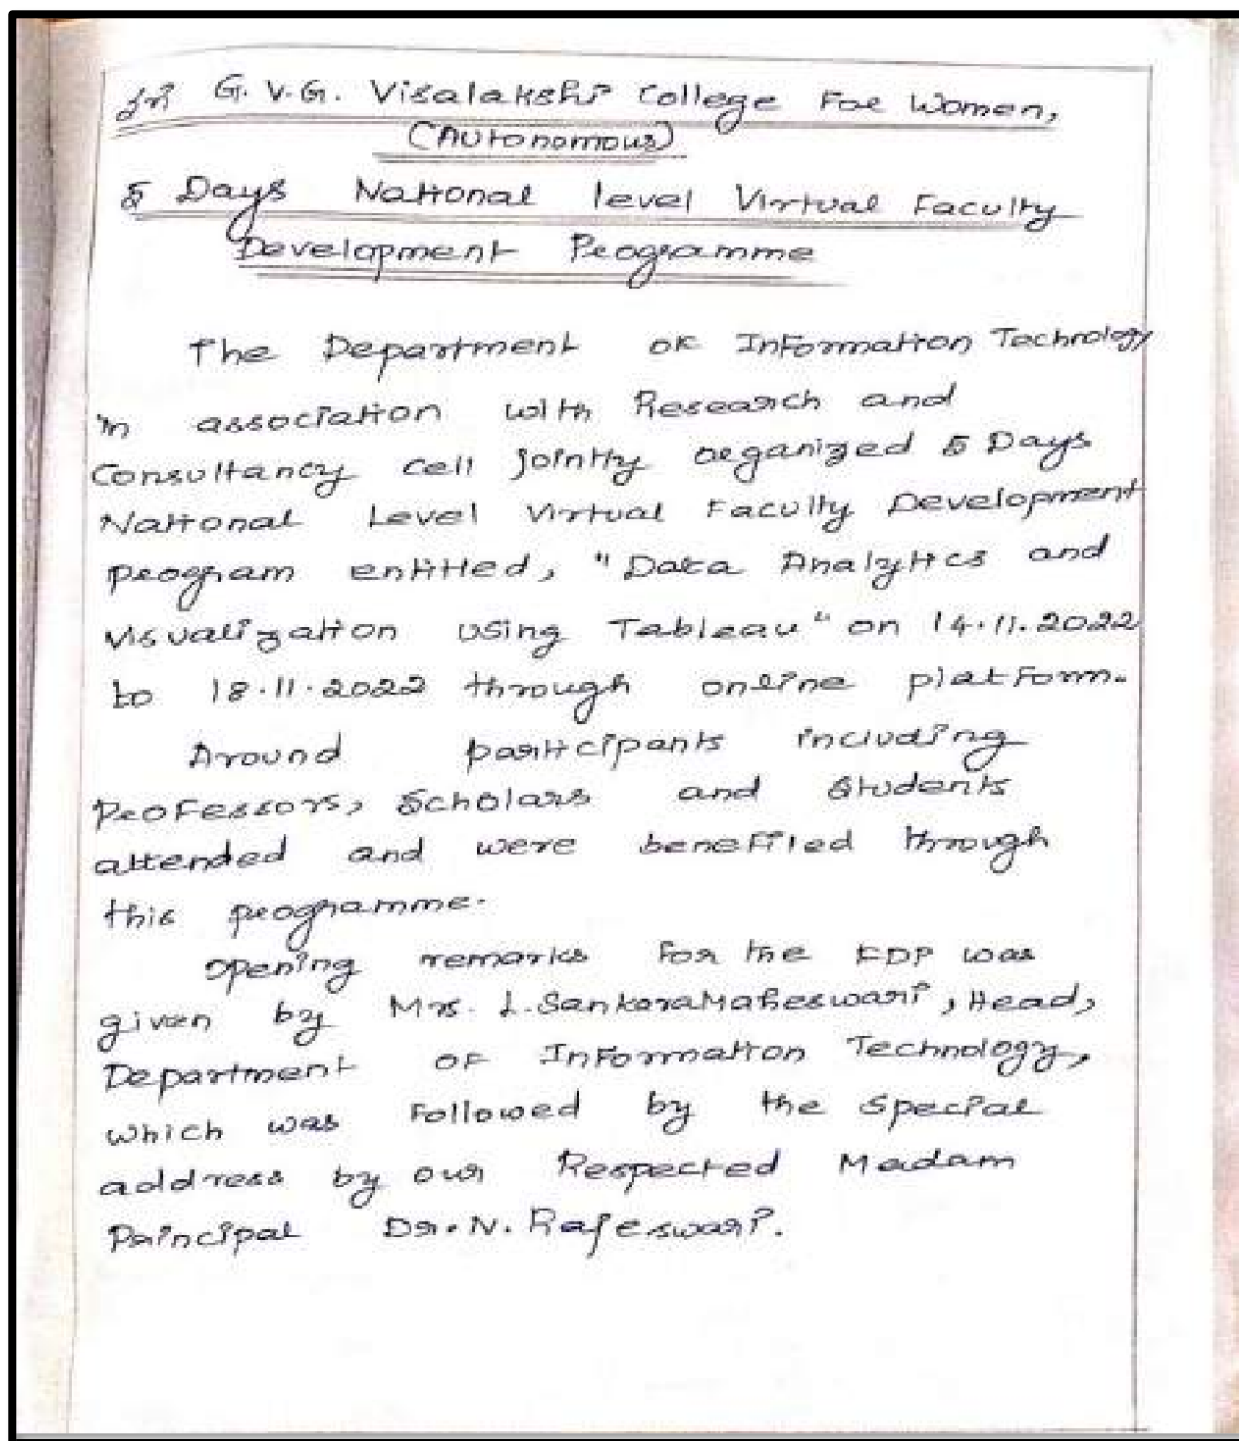 Sri G.V.G. Visalakshi College For Women,
(Autonomous)
5 Days National level Virtual Faculty
Development Programme
The Department of Information Technology
in association with Research and
Consultancy cell jointly organized 5 Days
National Level Virtual Faculty Development
program entitled, "Data Analytics and
Visualization using Tableau" on 14.11.2022
to 18.11.2022 through online platform.
Around participants including
Professors, Scholars and Students
attended and were benefited through
this programme.
Opening remarks for the FDP was
given by Mrs. L.SankaraMaheswari, Head,
Department of Information Technology,
which was followed by the special
address by our Respected Madam
Principal Dr.N. Rajeswari.